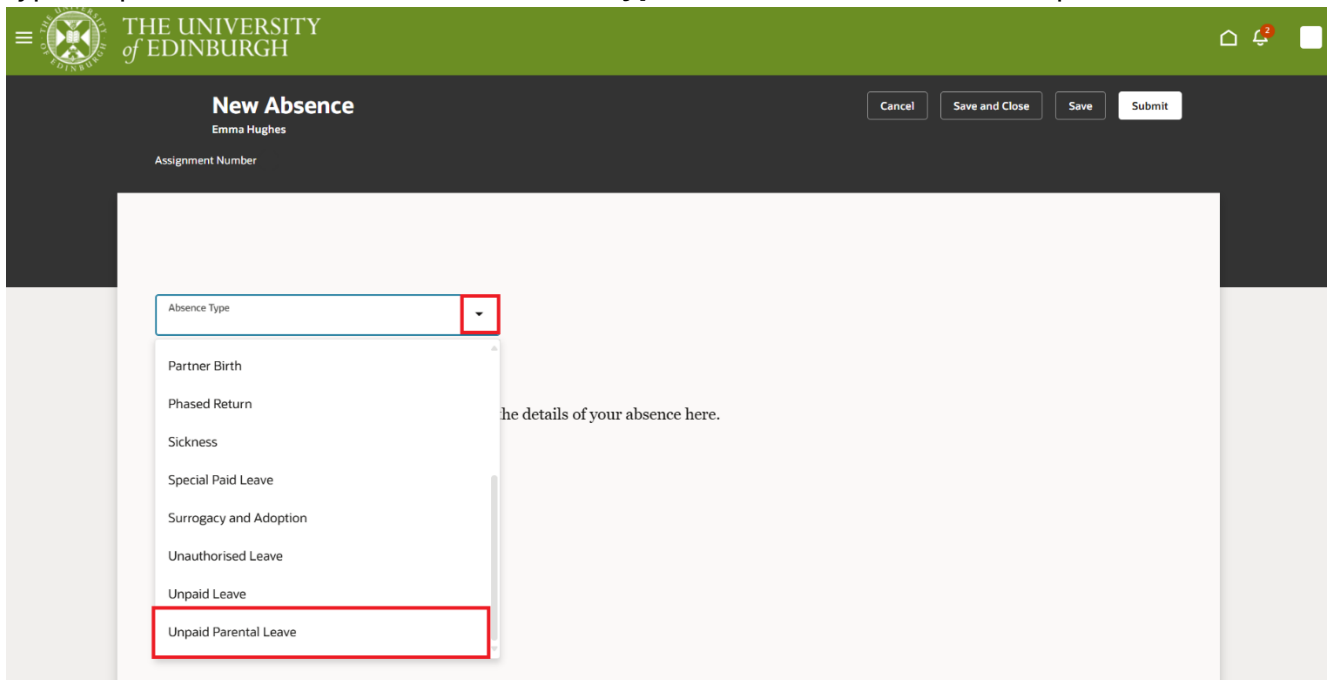 THE UNIVERSITY
of EDINBURGH
2
New Absence
Cancel
Save and Close
Save
Submit
Emma Hughes
Assignment Number
Absence Type
Partner Birth
Phased Return
he details of your absence here.
Sickness
Special Paid Leave
Surrogacy and Adoption
Unauthorised Leave
Unpaid Leave
Unpaid Parental Leave